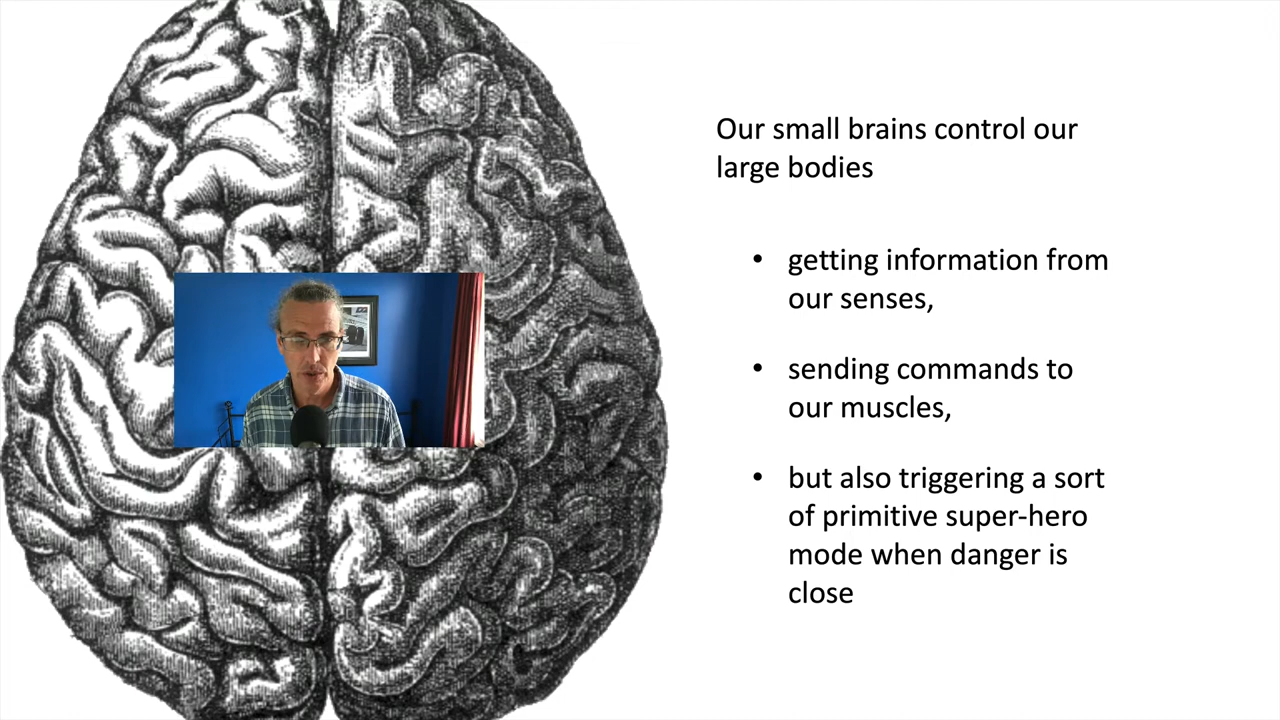 Our small brains control our
large bodies
• getting information from
our senses,
• sending commands to
our muscles,
• but also triggering a sort
of primitive super-hero
mode when danger is
close